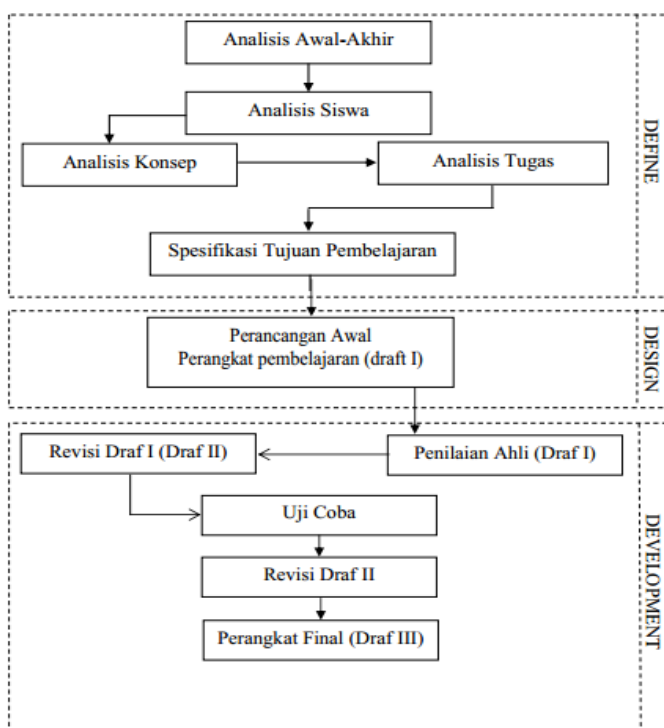 Analisis Awal-Akhir
Analisis Siswa
Analisis Konsep
Analisis Tugas
Spesifikasi Tujuan Pembelajaran
DEFINE
Perancangan Awal
Perangkat pembelajaran (draft I)
DESIGN
Revisi Draf I (Draf II)
Penilaian Ahli (Draf I)
Uji Coba
Revisi Draf II
Perangkat Final (Draf III)
DEVELOPMENT